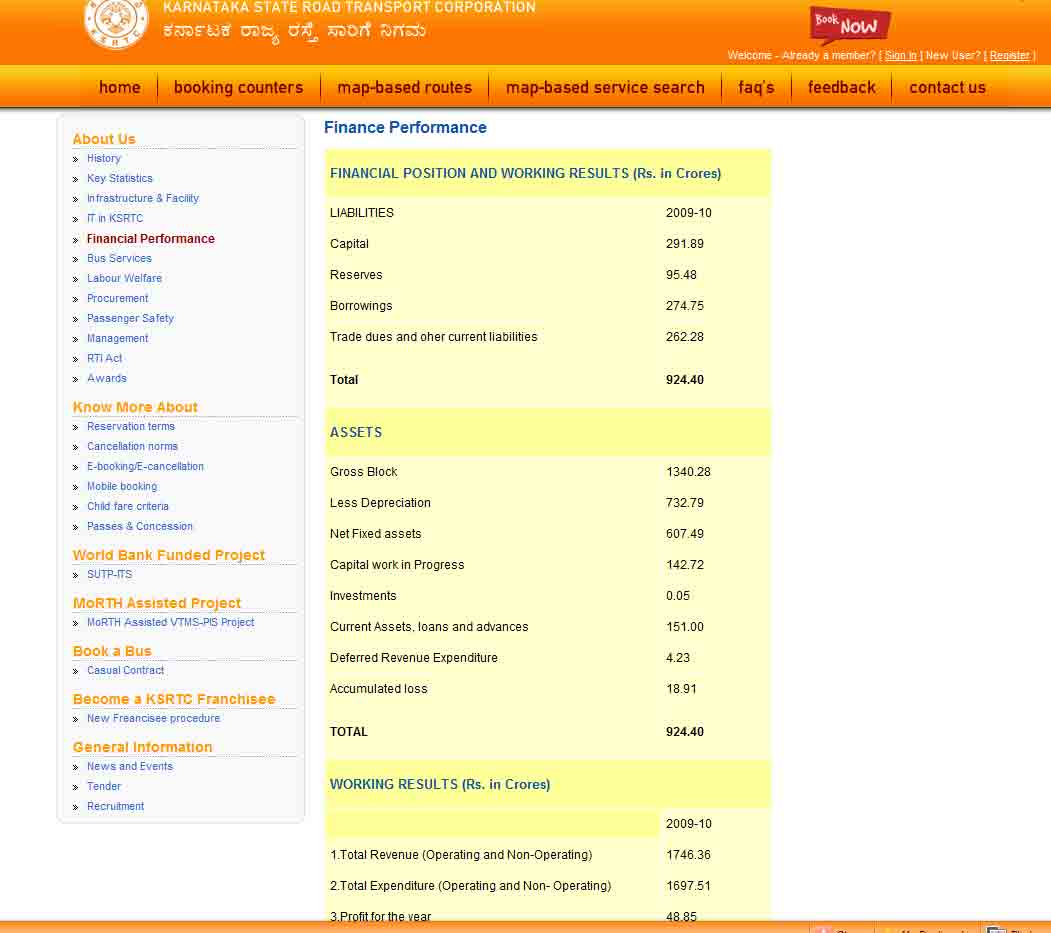 KARNATAKA STATE ROAD TRANSPORT CORPORATION
ಕರ್ನಾಟಕ ರಾಜ್ಯ ರಸ್ತೆ ಸಾರಿಗೆ ನಿಗಮ
KSRTC
Book NOW
Welcome - Already a member? [ Sign In ] New User? [ Register ]
home booking counters map-based routes map-based service search faq's feedback contact us
About Us
» History
» Key Statistics
» Infrastructure & Facility
» IT in KSRTC
» Financial Performance
» Bus Services
» Labour Welfare
» Procurement
» Passenger Safety
» Management
» RTI Act
» Awards
Know More About
» Reservation terms
» Cancellation norms
» E-booking/E-cancellation
» Mobile booking
» Child fare criteria
» Passes & Concession
World Bank Funded Project
» SUTP-ITS
MoRTH Assisted Project
» MoRTH Assisted VTMS-PIS Project
Book a Bus
» Casual Contract
Become a KSRTC Franchisee
» New Freancisee procedure
General Information
» News and Events
» Tender
» Recruitment
Finance Performance
FINANCIAL POSITION AND WORKING RESULTS (Rs. in Crores)
LIABILITIES 2009-10
Capital 291.89
Reserves 95.48
Borrowings 274.75
Trade dues and oher current liabilities 262.28
Total 924.40
ASSETS
Gross Block 1340.28
Less Depreciation 732.79
Net Fixed assets 607.49
Capital work in Progress 142.72
Investments 0.05
Current Assets, loans and advances 151.00
Deferred Revenue Expenditure 4.23
Accumulated loss 18.91
TOTAL 924.40
WORKING RESULTS (Rs. in Crores)
2009-10
1.Total Revenue (Operating and Non-Operating) 1746.36
2.Total Expenditure (Operating and Non- Operating) 1697.51
3.Profit for the year 48.85